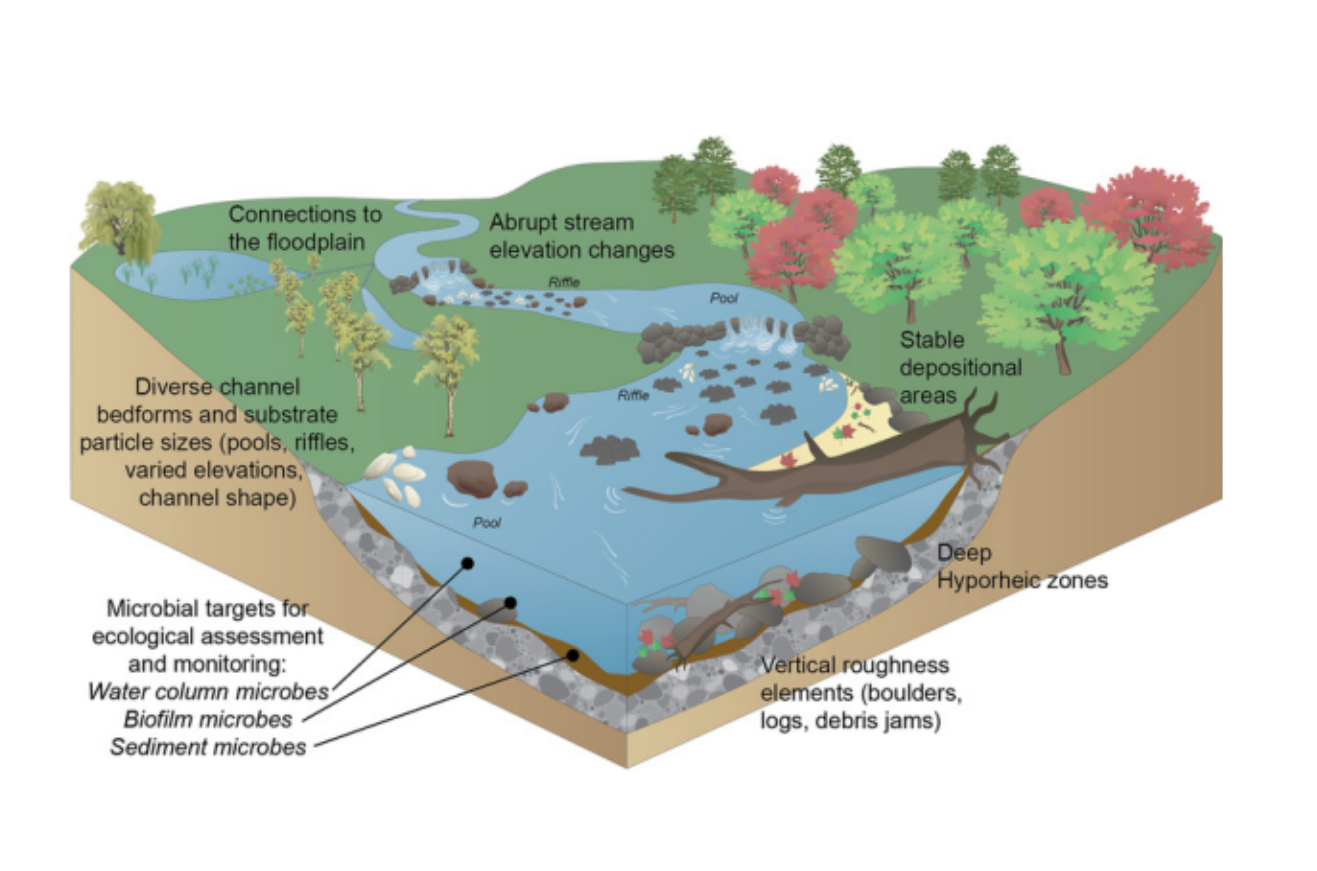 Connections to
the floodplain
Abrupt stream
elevation changes
Riffle
Pool
Stable
depositional
areas
Riffle
Diverse channel
bedforms and substrate
particle sizes (pools, riffles,
varied elevations,
channel shape)
Pool
Deep
Hyporheic zones
Microbial targets for
ecological assessment
and monitoring:
Water column microbes
Biofilm microbes
Sediment microbes
Vertical roughness
elements (boulders,
logs, debris jams)